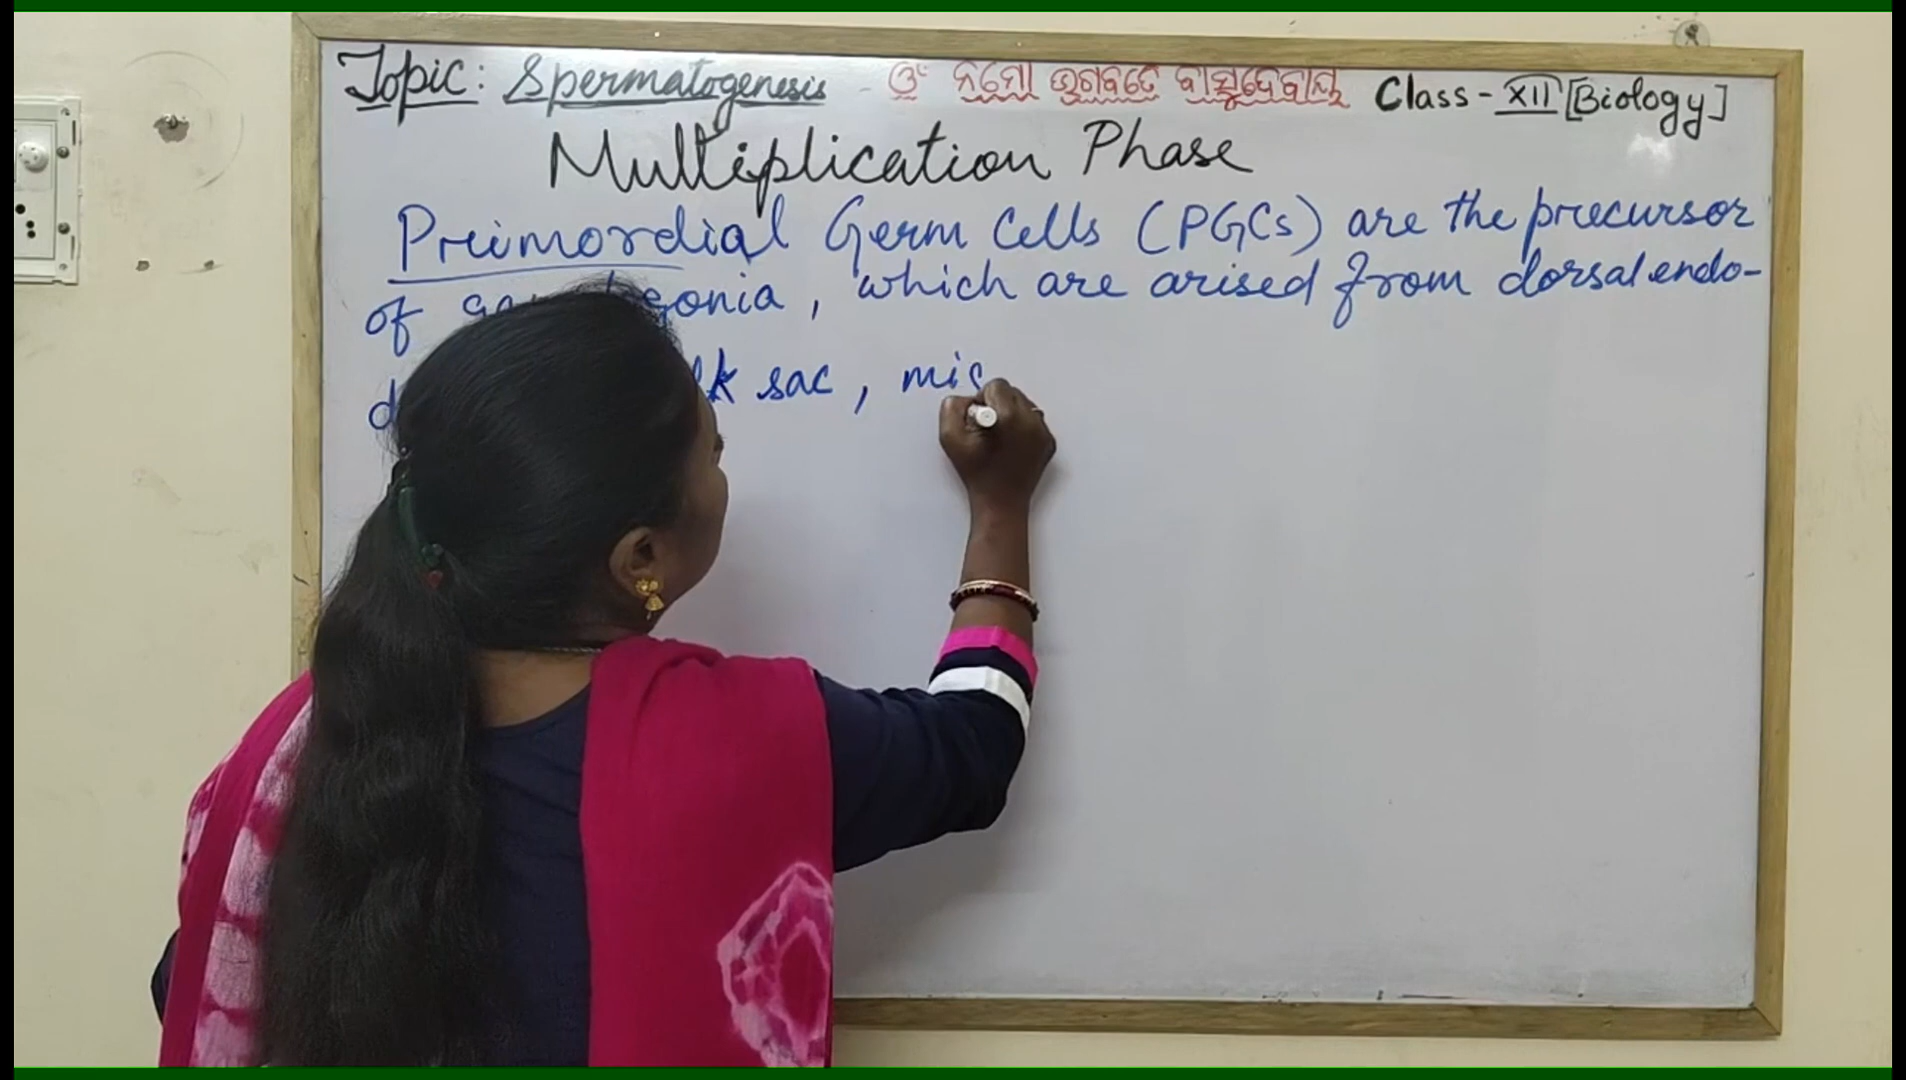 Topic: Spermatogenesis - ଓଁ ନମୋ ଭଗବତେ ବାସୁଦେବାୟ Class - XII [Biology]
Multiplication Phase
Primordial Germ Cells (PGCs) are the precursor
of gonia, which are arised from dorsal endo-
sac, mis